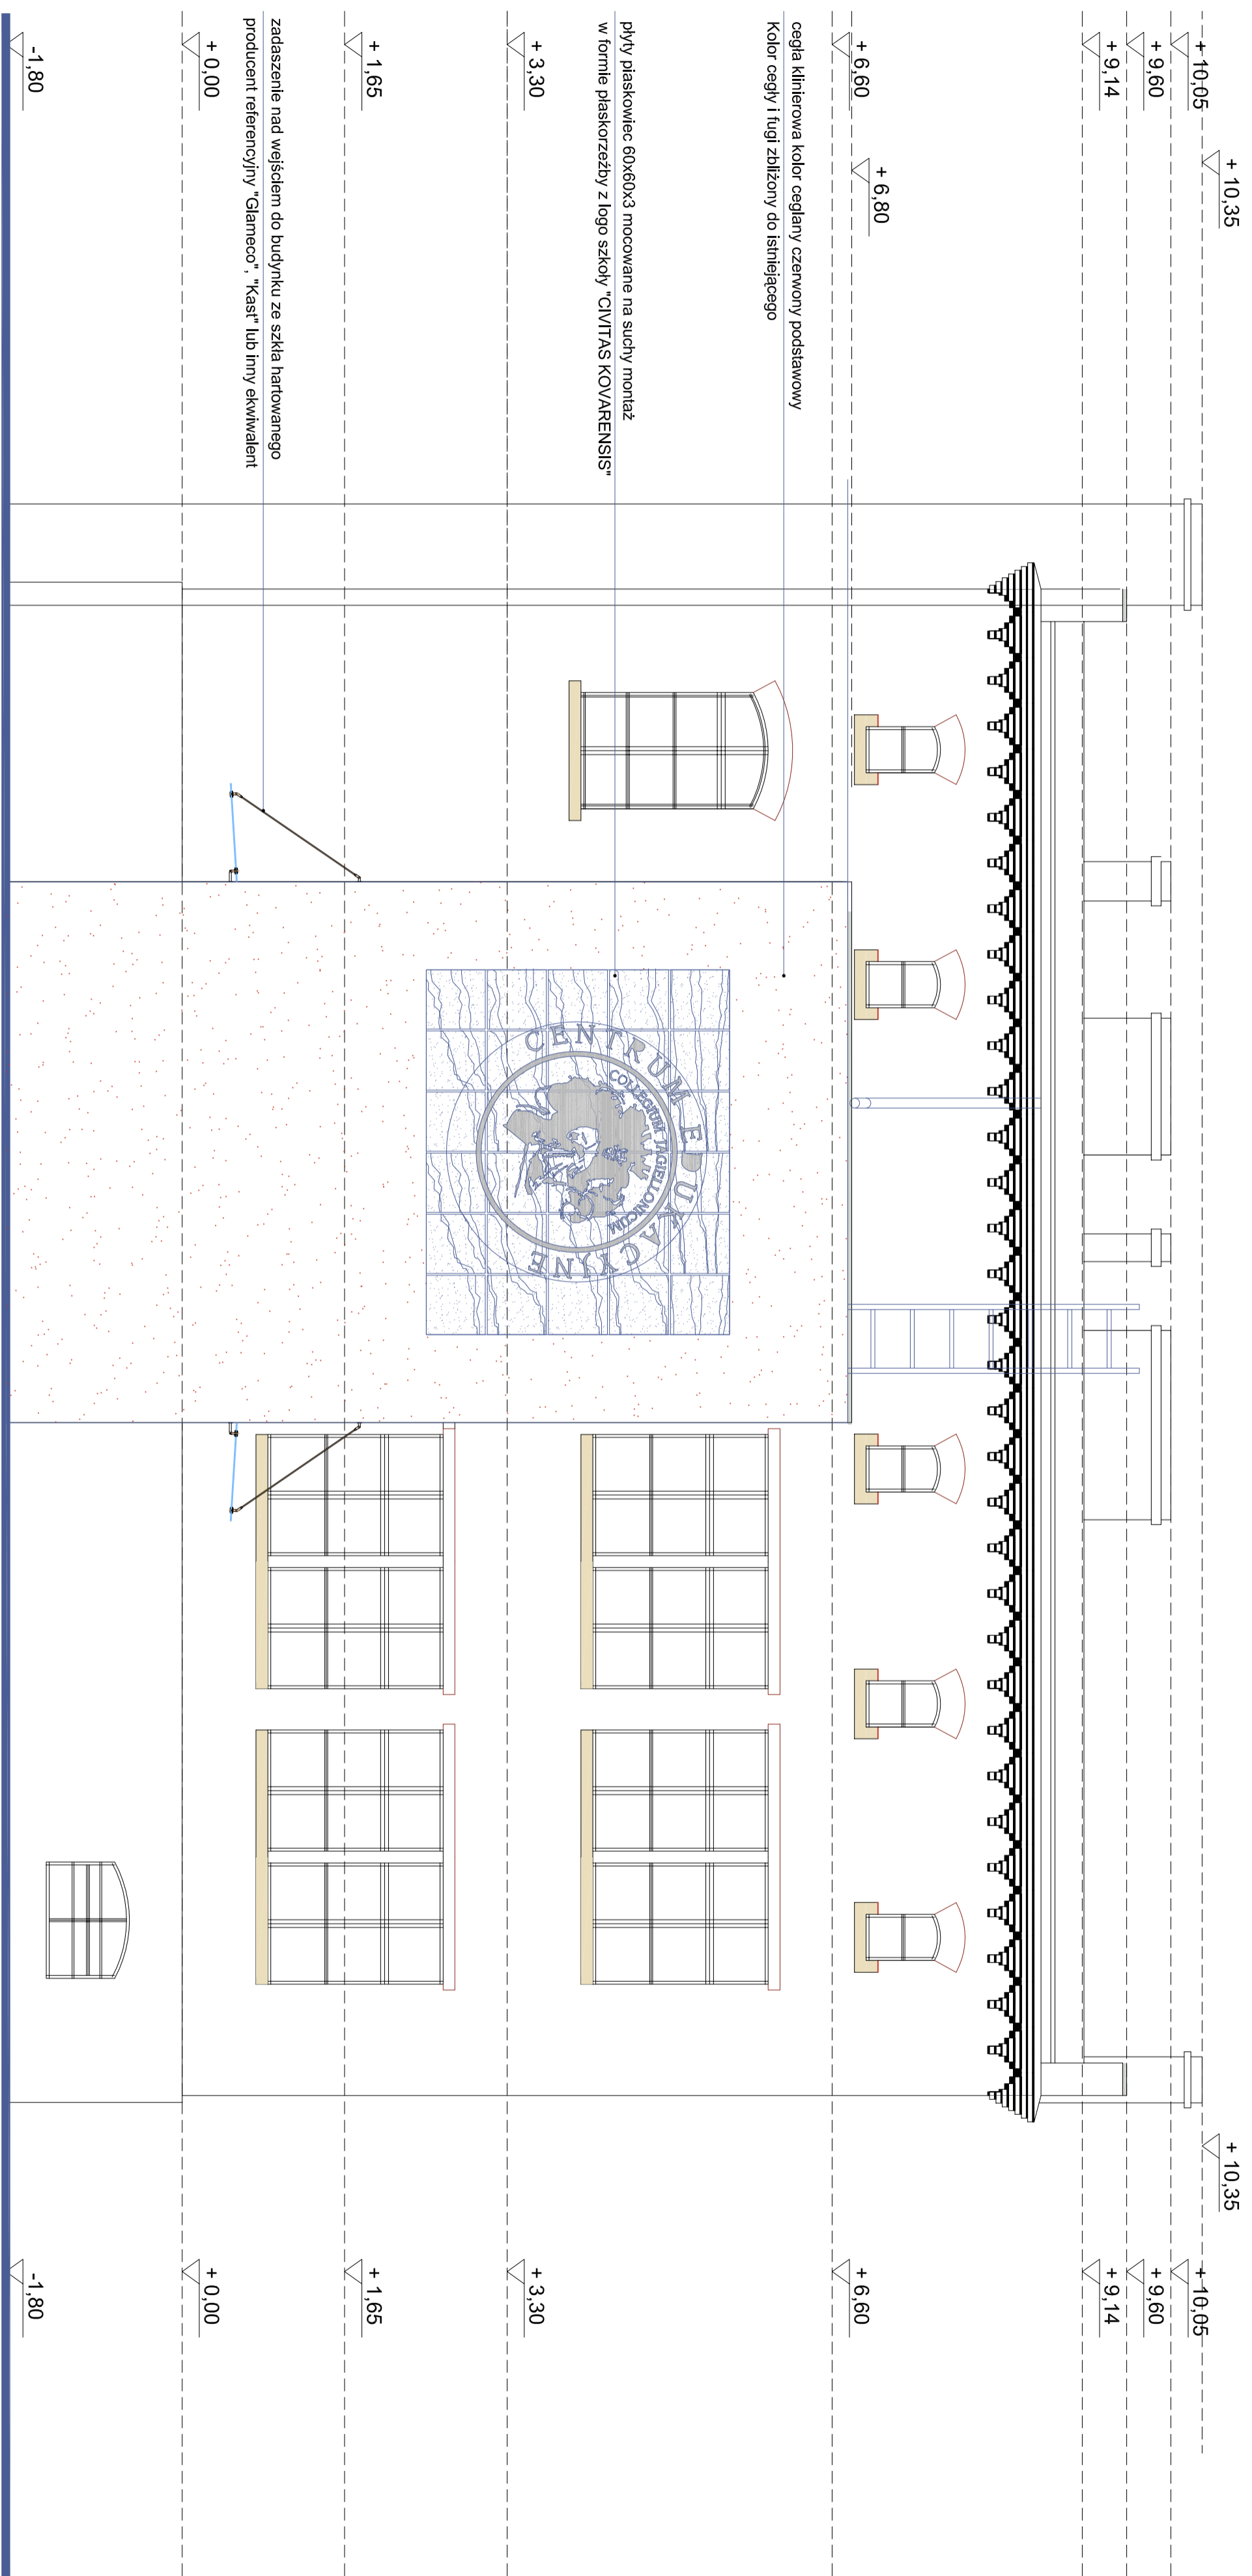 + 10,35
+ 10,05
+ 9,60
+ 9,14
+ 6,80
+ 6,60
cegła klinierowa kolor ceglany czerwony podstawowy
Kolor cegły i fugi zbliżony do istniejącego
płyty piaskowiec 60x60x3 mocowane na suchy montaż
w formie płaskorzeźby z logo szkoły "CIVITAS KOVARENSIS"
+ 3,30
+ 1,65
zadaszenie nad wejściem do budynku ze szkła hartowanego
producent referencyjny "Glameco", "Kast" lub inny ekwiwalent
+ 0,00
-1,80
CENTRUM EDUKACYJNE
COLLEGIUM JAGIELLONICUM
+ 10,35
+ 10,05
+ 9,60
+ 9,14
+ 6,60
+ 3,30
+ 1,65
+ 0,00
-1,80